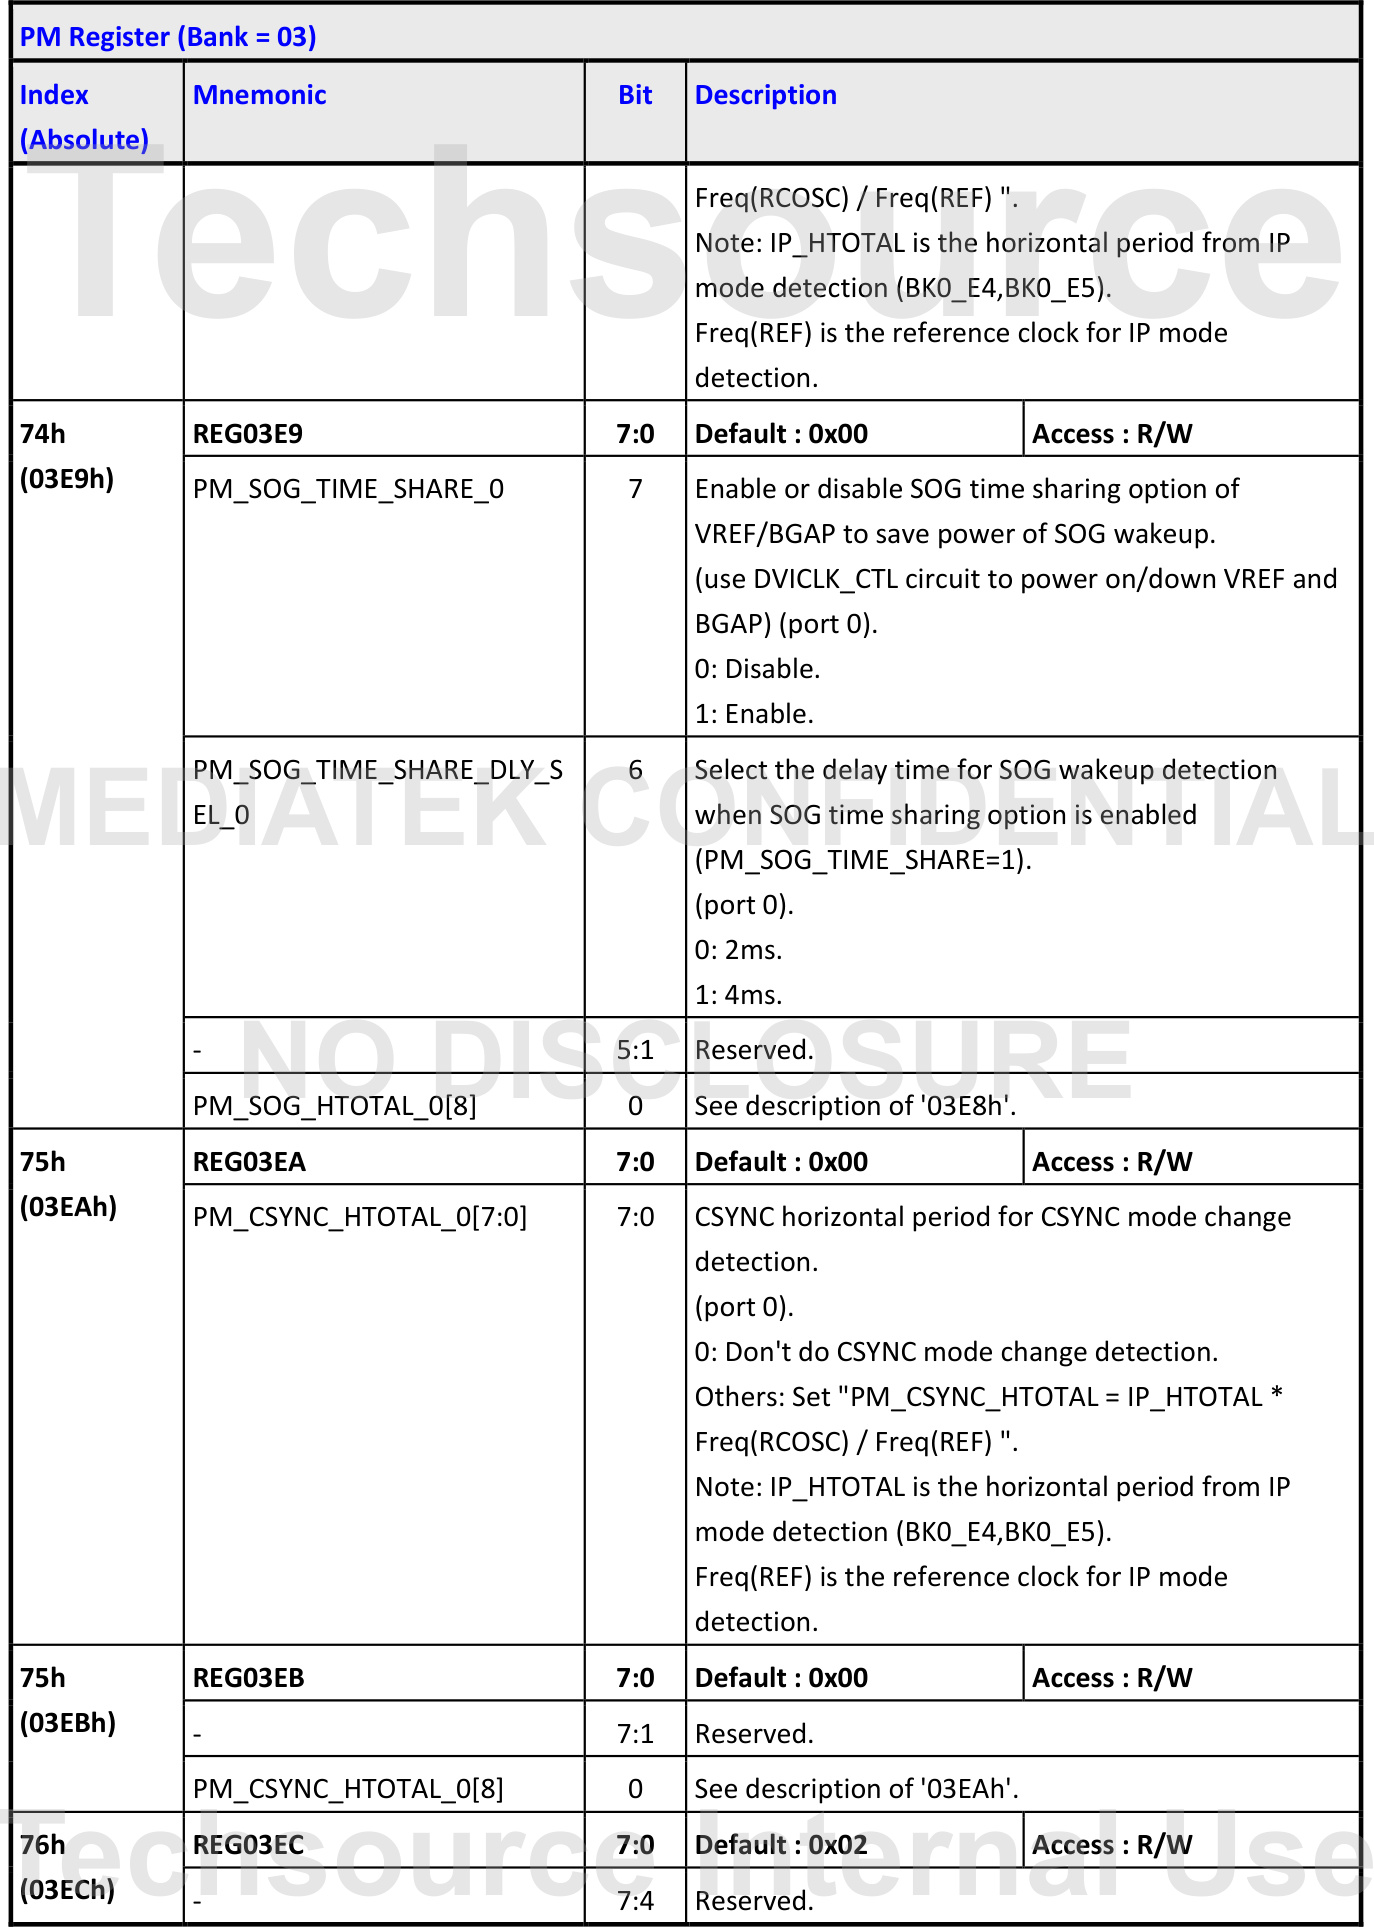 PM Register (Bank = 03)
Index Mnemonic Bit Description
(Absolute)
Techsource
Freq(RCOSC) / Freq(REF) ".
Note: IP_HTOTAL is the horizontal period from IP
mode detection (BK0_E4,BK0_E5).
Freq(REF) is the reference clock for IP mode
detection.
74h REG03E9 7:0 Default : 0x00 Access : R/W
(03E9h) PM_SOG_TIME_SHARE_0 7 Enable or disable SOG time sharing option of
VREF/BGAP to save power of SOG wakeup.
(use DVICLK_CTL circuit to power on/down VREF and
BGAP) (port 0).
0: Disable.
1: Enable.
PM_SOG_TIME_SHARE_DLY_S 6 Select the delay time for SOG wakeup detection
EL_0 when SOG time sharing option is enabled
MEDIATEK CONFIDENTIAL
(PM_SOG_TIME_SHARE=1).
(port 0).
0: 2ms.
1: 4ms.
- 5:1 Reserved.
NO DISCLOSURE
PM_SOG_HTOTAL_0[8] 0 See description of '03E8h'.
75h REG03EA 7:0 Default : 0x00 Access : R/W
(03EAh) PM_CSYNC_HTOTAL_0[7:0] 7:0 CSYNC horizontal period for CSYNC mode change
detection.
(port 0).
0: Don't do CSYNC mode change detection.
Others: Set "PM_CSYNC_HTOTAL = IP_HTOTAL *
Freq(RCOSC) / Freq(REF) ".
Note: IP_HTOTAL is the horizontal period from IP
mode detection (BK0_E4,BK0_E5).
Freq(REF) is the reference clock for IP mode
detection.
75h REG03EB 7:0 Default : 0x00 Access : R/W
(03EBh) - 7:1 Reserved.
PM_CSYNC_HTOTAL_0[8] 0 See description of '03EAh'.
76h REG03EC 7:0 Default : 0x02 Access : R/W
Techsource Internal Use
(03ECh) - 7:4 Reserved.